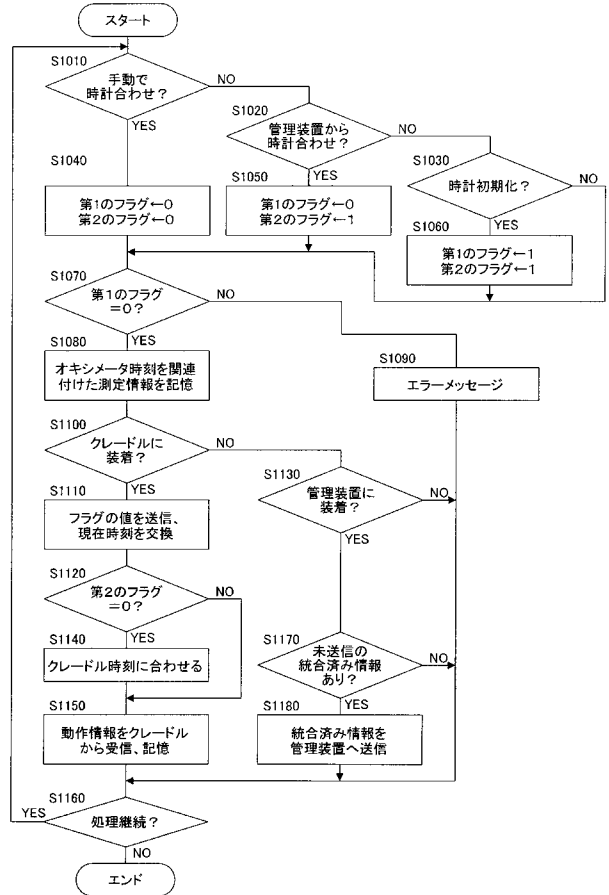 スタート
S1010
手動で
時計合わせ？
NO
YES
S1020
管理装置から
時計合わせ？
NO
YES
S1030
時計初期化？
NO
YES
S1040
第1のフラグ←0
第2のフラグ←0
S1050
第1のフラグ←0
第2のフラグ←1
S1060
第1のフラグ←1
第2のフラグ←1
S1070
第1のフラグ
＝0？
NO
YES
S1080
オキシメータ時刻を関連
付けた測定情報を記憶
S1090
エラーメッセージ
S1100
クレードルに
装着？
NO
YES
S1110
フラグの値を送信、
現在時刻を交換
S1130
管理装置に
装着？
NO
YES
S1120
第2のフラグ
＝0？
NO
YES
S1140
クレードル時刻に合わせる
S1170
未送信の
統合済み情報
あり？
NO
YES
S1150
動作情報をクレードル
から受信、記憶
S1180
統合済み情報を
管理装置へ送信
S1160
処理継続？
YES
NO
エンド